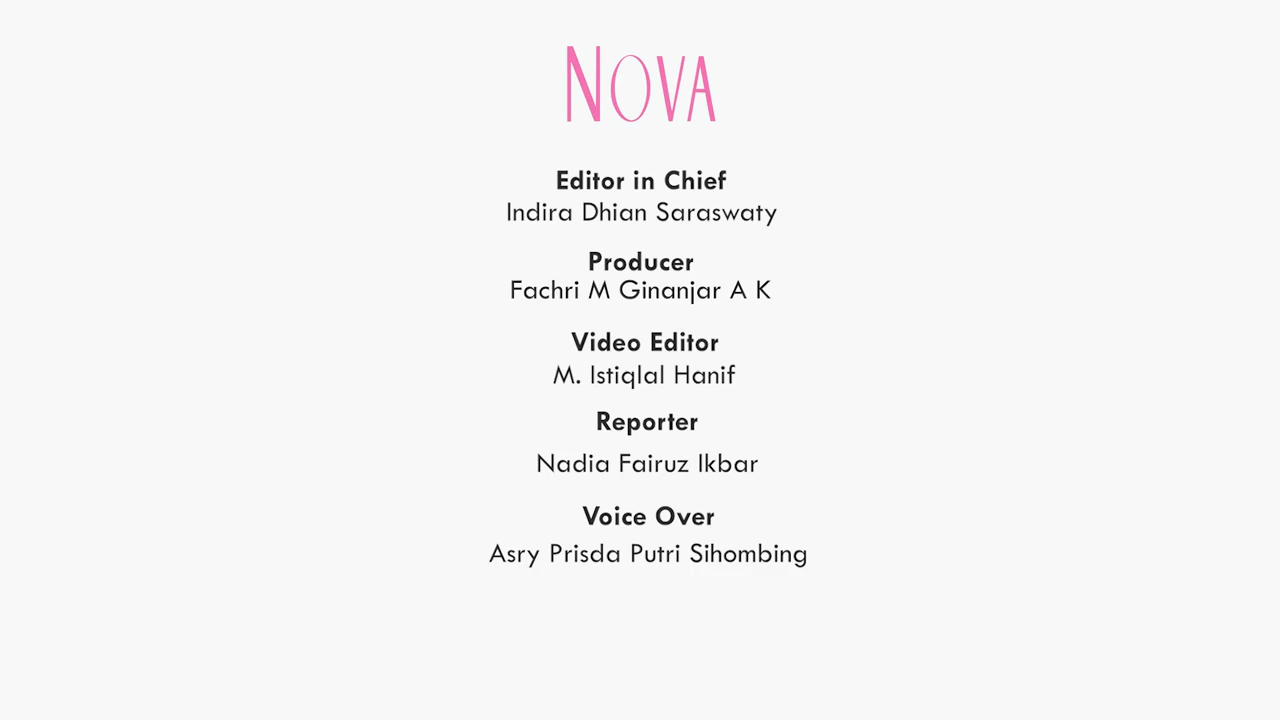 NOVA
Editor in Chief
Indira Dhian Saraswaty
Producer
Fachri M Ginanjar A K
Video Editor
M. Istiqlal Hanif
Reporter
Nadia Fairuz Ikbar
Voice Over
Asry Prisda Putri Sihombing